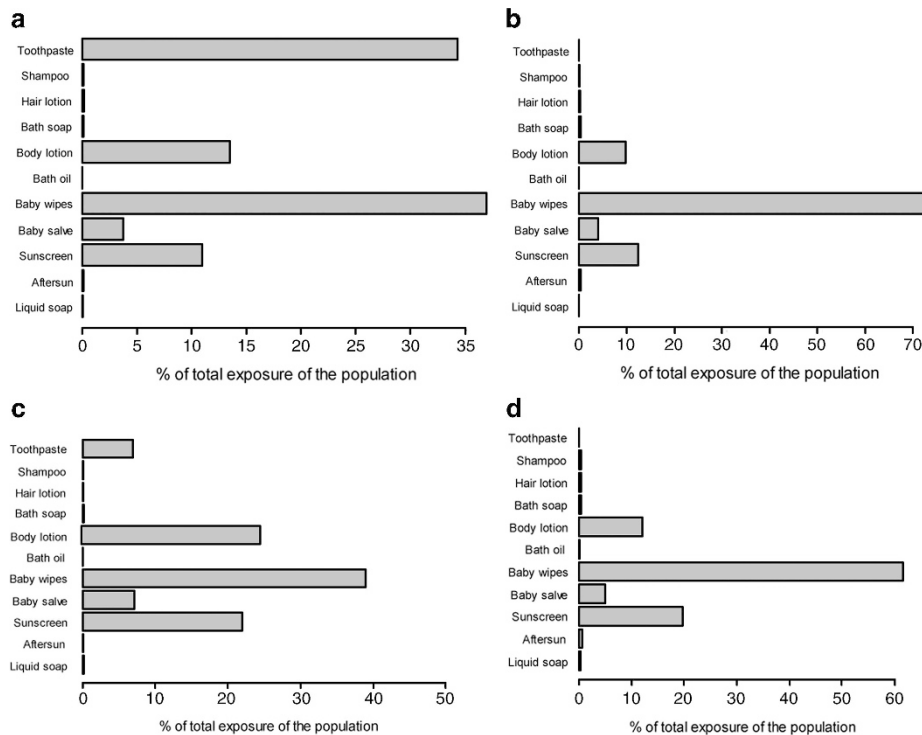 a
Toothpaste
Shampoo
Hair lotion
Bath soap
Body lotion
Bath oil
Baby wipes
Baby salve
Sunscreen
Aftersun
Liquid soap
0 5 10 15 20 25 30 35
% of total exposure of the population
b
Toothpaste
Shampoo
Hair lotion
Bath soap
Body lotion
Bath oil
Baby wipes
Baby salve
Sunscreen
Aftersun
Liquid soap
0 10 20 30 40 50 60 70
% of total exposure of the population
c
Toothpaste
Shampoo
Hair lotion
Bath soap
Body lotion
Bath oil
Baby wipes
Baby salve
Sunscreen
Aftersun
Liquid soap
0 10 20 30 40 50
% of total exposure of the population
d
Toothpaste
Shampoo
Hair lotion
Bath soap
Body lotion
Bath oil
Baby wipes
Baby salve
Sunscreen
Aftersun
Liquid soap
0 10 20 30 40 50 60
% of total exposure of the population